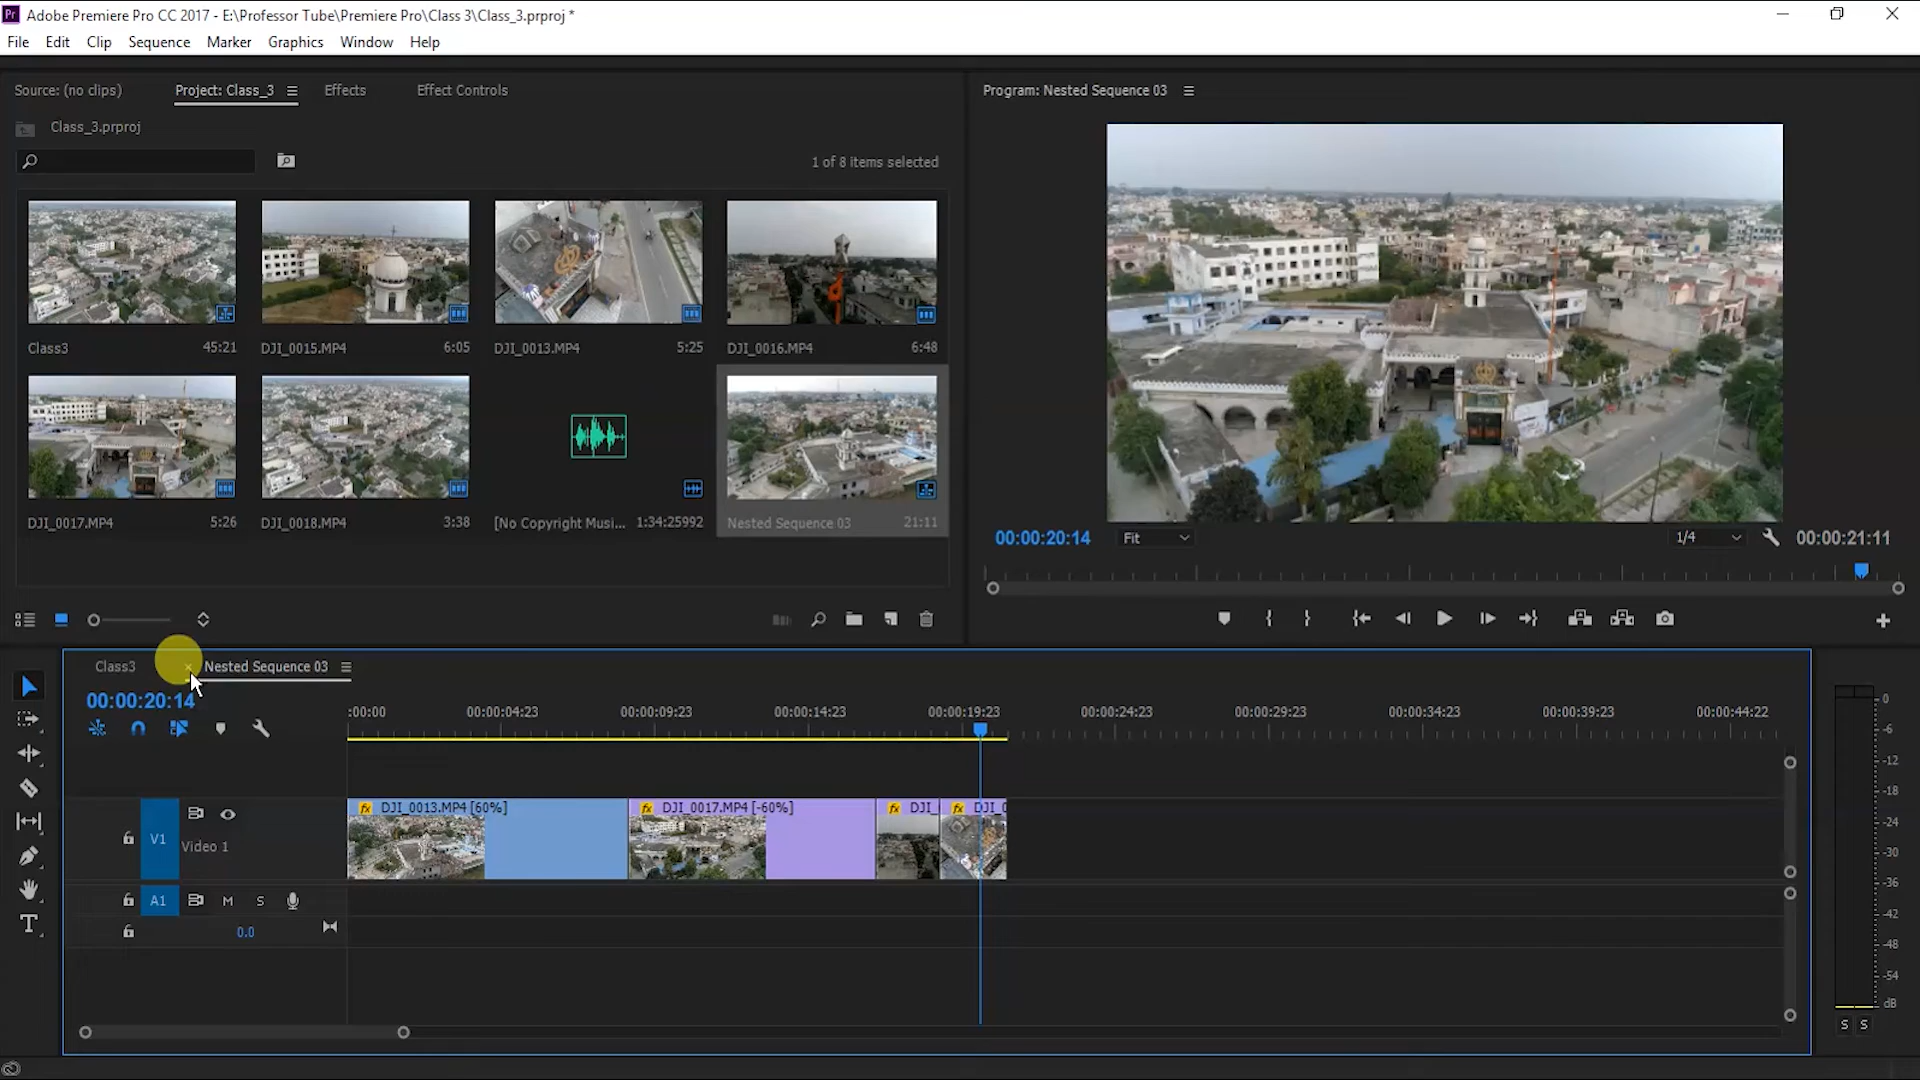 Pr Adobe Premiere Pro CC 2017 - E:\Professor Tube\Premiere Pro\Class 3\Class_3.prproj *
File Edit Clip Sequence Marker Graphics Window Help
Source: (no clips) Project: Class_3 Effects Effect Controls
Program: Nested Sequence 03
Class_3.prproj
1 of 8 items selected
Class3 45:21
DJI_0015.MP4 6:05
DJI_0013.MP4 5:25
DJI_0016.MP4 6:48
DJI_0017.MP4 5:26
DJI_0018.MP4 3:38
[No Copyright Musi... 1:34:25992
Nested Sequence 03 21:11
00:00:20:14 Fit 1/4 00:00:21:11
Class3 × Nested Sequence 03
00:00:20:14
:00:00 00:00:04:23 00:00:09:23 00:00:14:23 00:00:19:23 00:00:24:23 00:00:29:23 00:00:34:23 00:00:39:23 00:00:44:22
fx DJI_0013.MP4 [60%] fx DJI_0017.MP4 [-60%] fx DJI_ fx DJI_0
V1 Video 1
A1 M S
0.0
0
-6
-12
-18
-24
-30
-36
-42
-48
-54
dB
S S
T